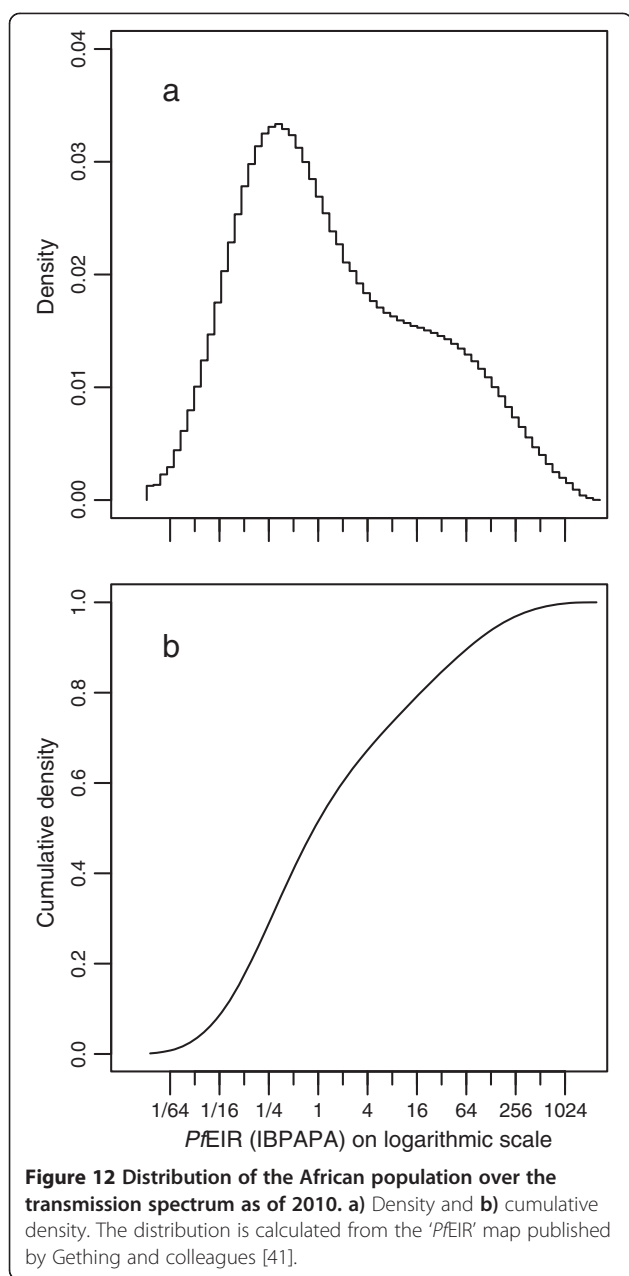 a
0.04
0.03
0.02
0.01
0.00
Density
b
1.0
0.8
0.6
0.4
0.2
0.0
Cumulative density
1/64 1/16 1/4 1 4 16 64 256 1024
PfEIR (IBPAPA) on logarithmic scale
Figure 12 Distribution of the African population over the
transmission spectrum as of 2010. a) Density and b) cumulative
density. The distribution is calculated from the ‘PfEIR’ map published
by Gething and colleagues [41].